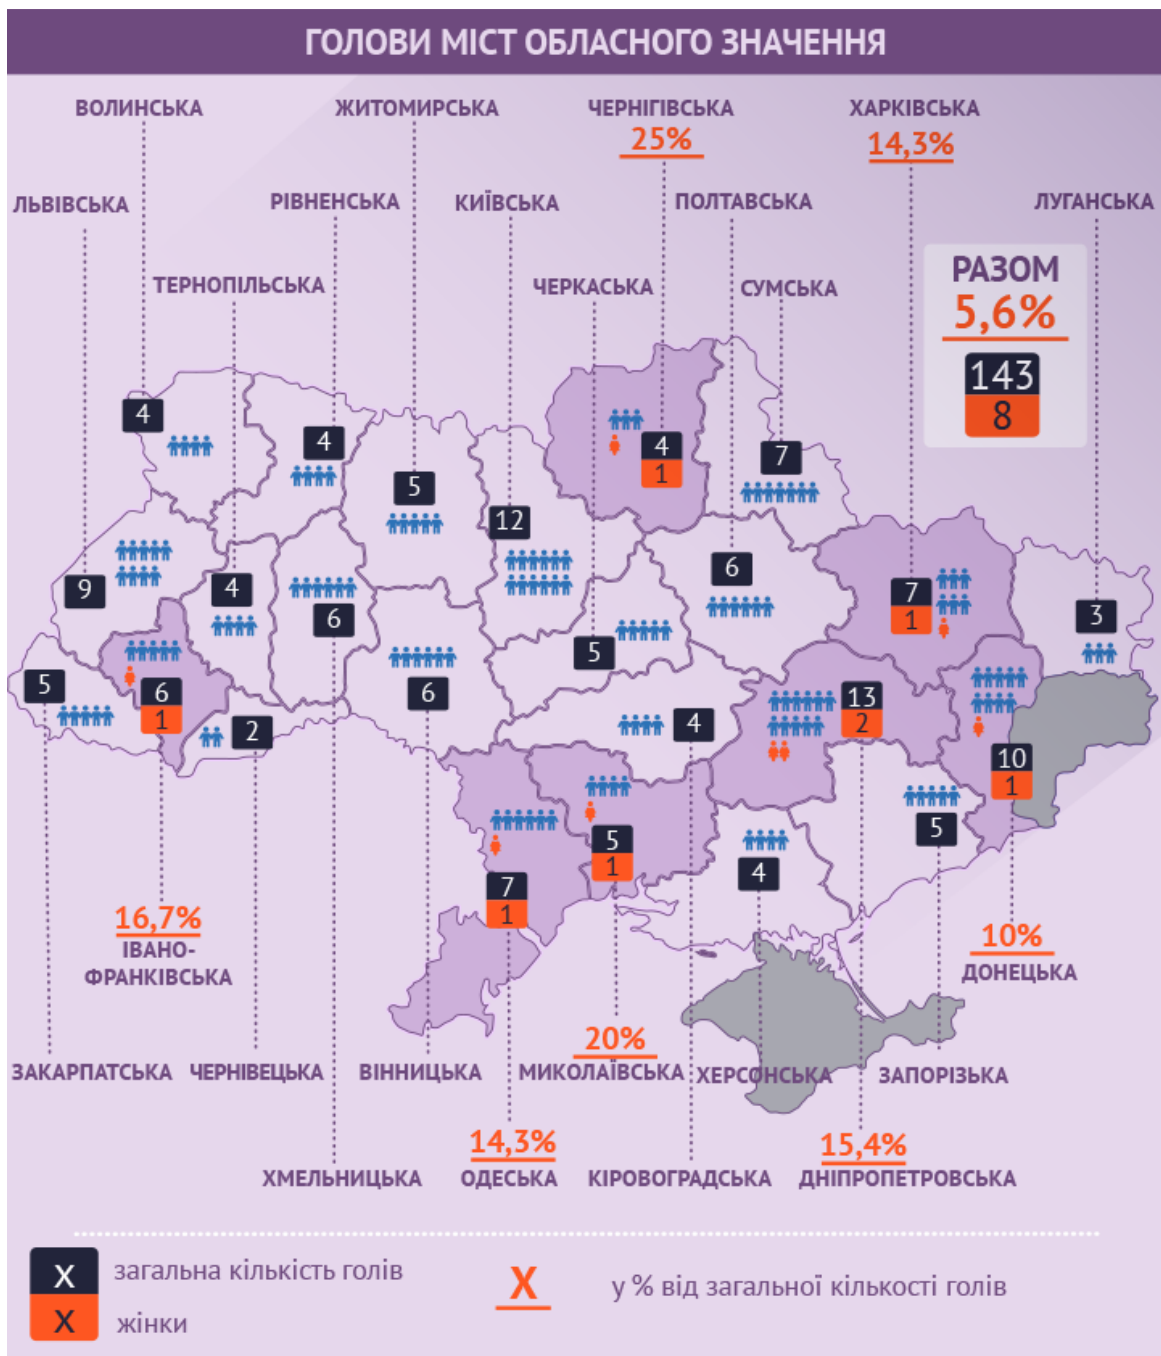 ГОЛОВИ МІСТ ОБЛАСНОГО ЗНАЧЕННЯ
ВОЛИНСЬКА
ЖИТОМИРСЬКА
ЧЕРНІГІВСЬКА
25%
ХАРКІВСЬКА
14,3%
ЛЬВІВСЬКА
РІВНЕНСЬКА
КИЇВСЬКА
ПОЛТАВСЬКА
ЛУГАНСЬКА
ТЕРНОПІЛЬСЬКА
ЧЕРКАСЬКА
СУМСЬКА
РАЗОМ
5,6%
143
8
4
4
4
1
7
5
12
9
4
6
5
6
7
1
3
5
6
1
2
6
4
13
2
10
1
5
1
5
7
1
4
16,7%
ІВАНО-
ФРАНКІВСЬКА
10%
ДОНЕЦЬКА
20%
ЗАКАРПАТСЬКА
ЧЕРНІВЕЦЬКА
ВІННИЦЬКА
МИКОЛАЇВСЬКА
ХЕРСОНСЬКА
ЗАПОРІЗЬКА
14,3%
15,4%
ХМЕЛЬНИЦЬКА
ОДЕСЬКА
КІРОВОГРАДСЬКА
ДНІПРОПЕТРОВСЬКА
X
загальна кількість голів
X
жінки
X
у % від загальної кількості голів